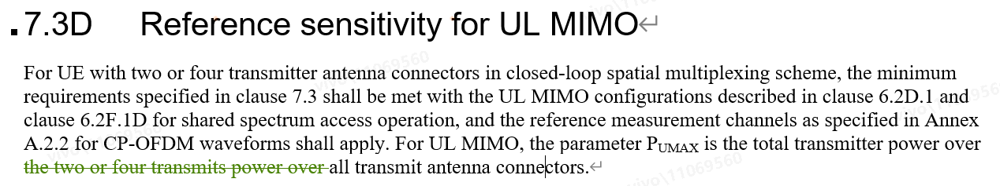 7.3D Reference sensitivity for UL MIMO
For UE with two or four transmitter antenna connectors in closed-loop spatial multiplexing scheme, the minimum
requirements specified in clause 7.3 shall be met with the UL MIMO configurations described in clause 6.2D.1 and
clause 6.2F.1D for shared spectrum access operation, and the reference measurement channels as specified in Annex
A.2.2 for CP-OFDM waveforms shall apply. For UL MIMO, the parameter PUMAX is the total transmitter power over
the two or four transmits power over all transmit antenna connectors.
vivo\11069560